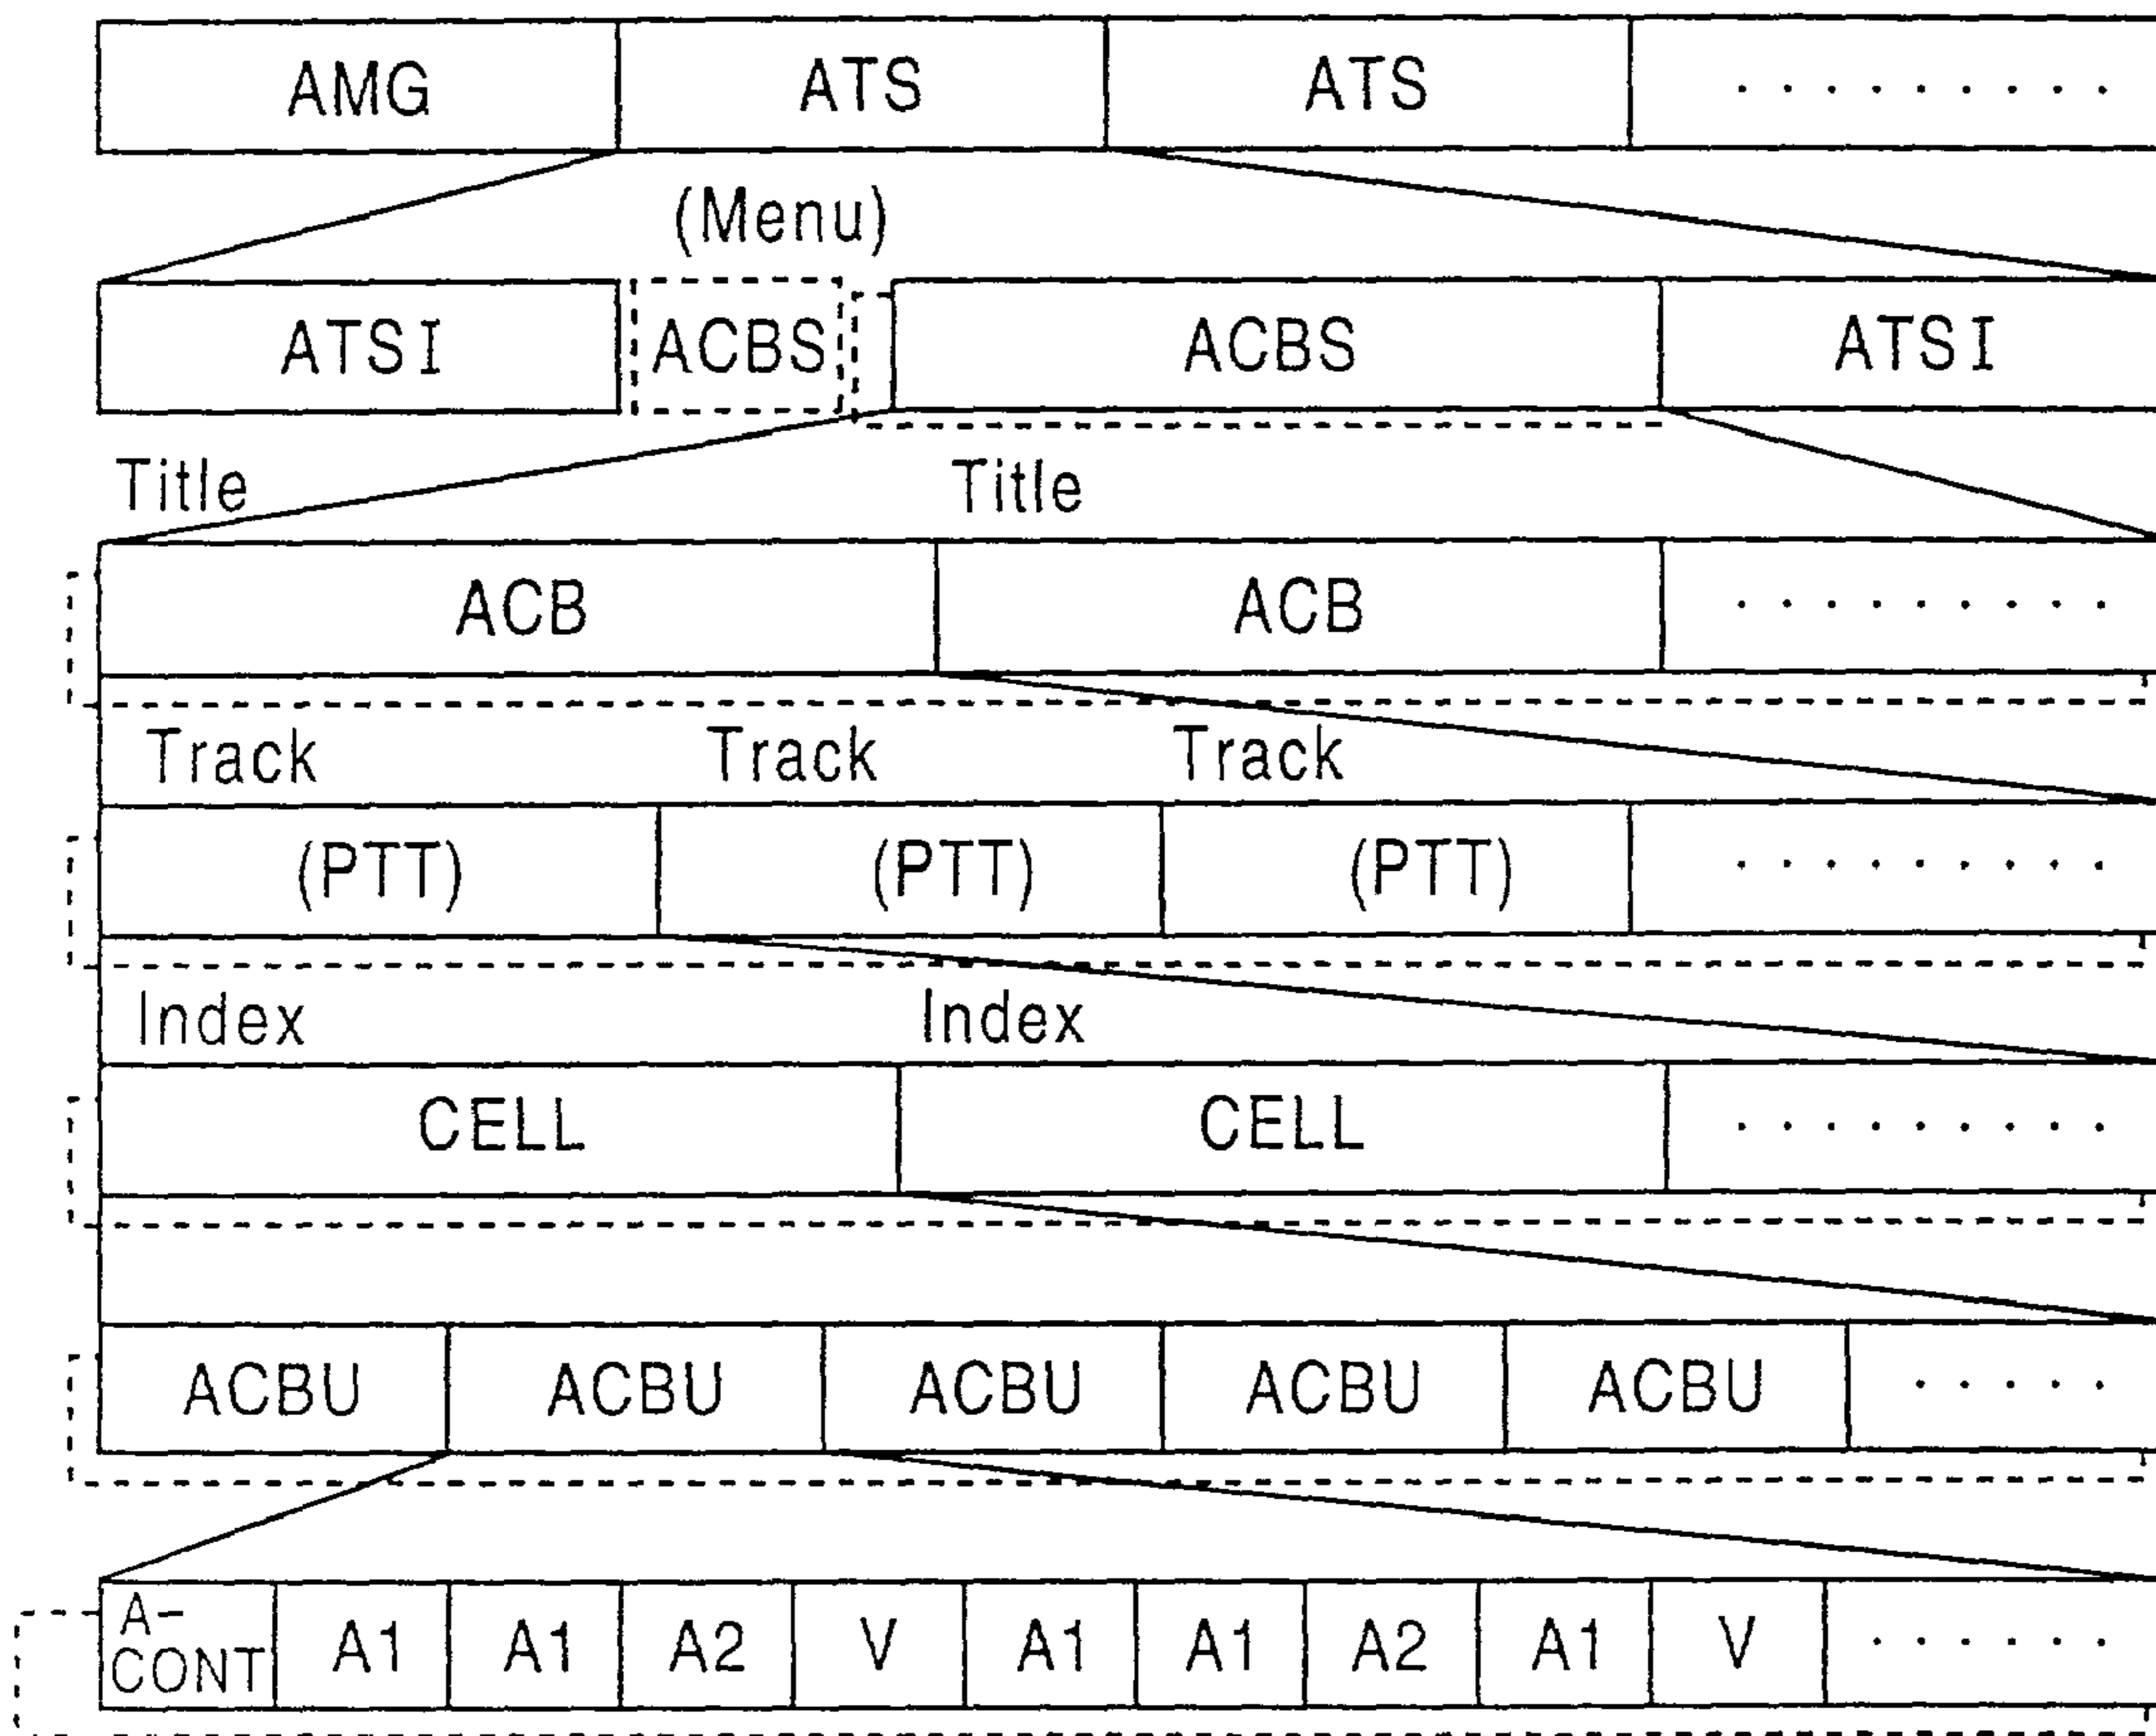 AMG ATS ATS ..........
(Menu)
ATSI ACBS ACBS ATSI
Title Title
ACB ACB .........
Track Track Track
(PTT) (PTT) (PTT) .........
Index Index
CELL CELL .........
ACBU ACBU ACBU ACBU ACBU .....
A-
CONT A1 A1 A2 V A1 A1 A2 A1 V ......